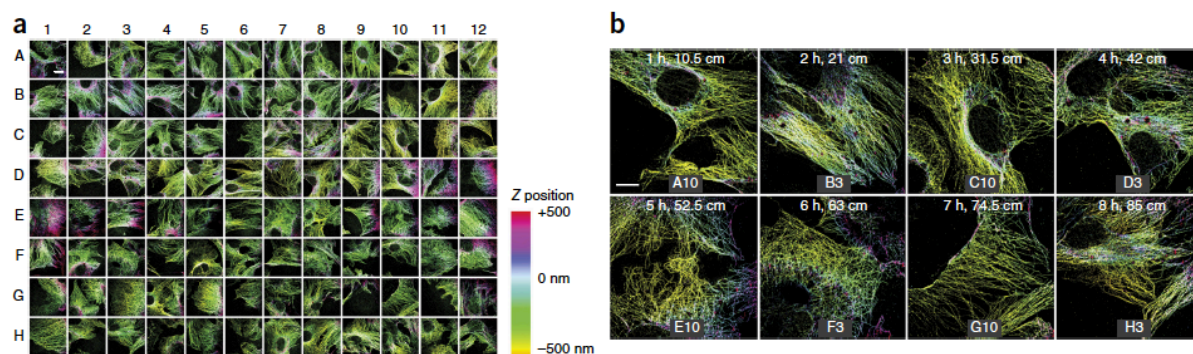 a
1 2 3 4 5 6 7 8 9 10 11 12
A
B
C
D
E
F
G
H
Z position
+500
0 nm
–500 nm
b
1 h, 10.5 cm
2 h, 21 cm
3 h, 31.5 cm
4 h, 42 cm
A10
B3
C10
D3
5 h, 52.5 cm
6 h, 63 cm
7 h, 74.5 cm
8 h, 85 cm
E10
F3
G10
H3